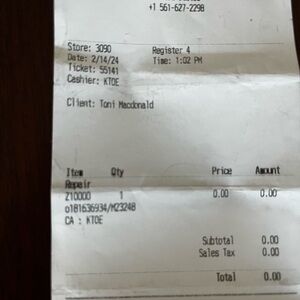 +1 561-627-2298
Store: 3090 Register 4
Date: 2/14/24 Time: 1:02 PM
Ticket: 55141
Cashier: KTOE
Client: Toni Macdonald
Item Qty Price Amount
Repair
Z10000 1 0.00 0.00
o181636934/M23248
CA : KTOE
Subtotal 0.00
Sales Tax 0.00
Total 0.00